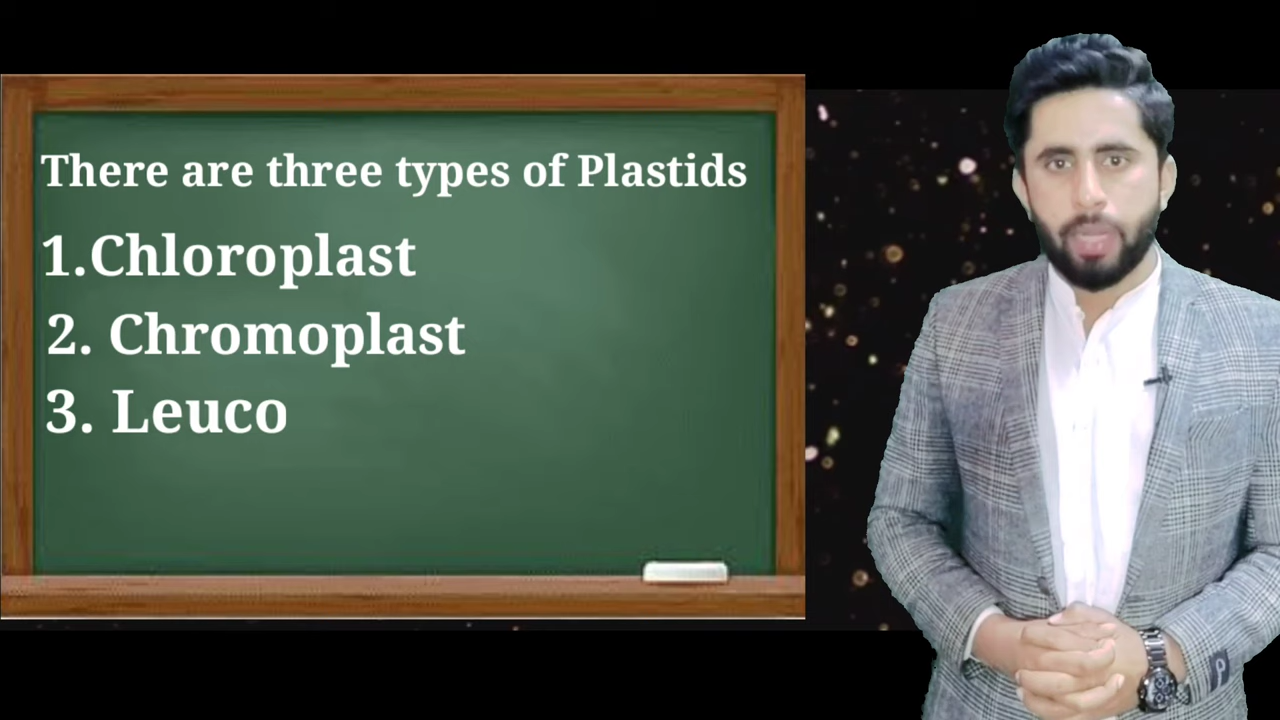 There are three types of Plastids
1.Chloroplast
2. Chromoplast
3. Leuco